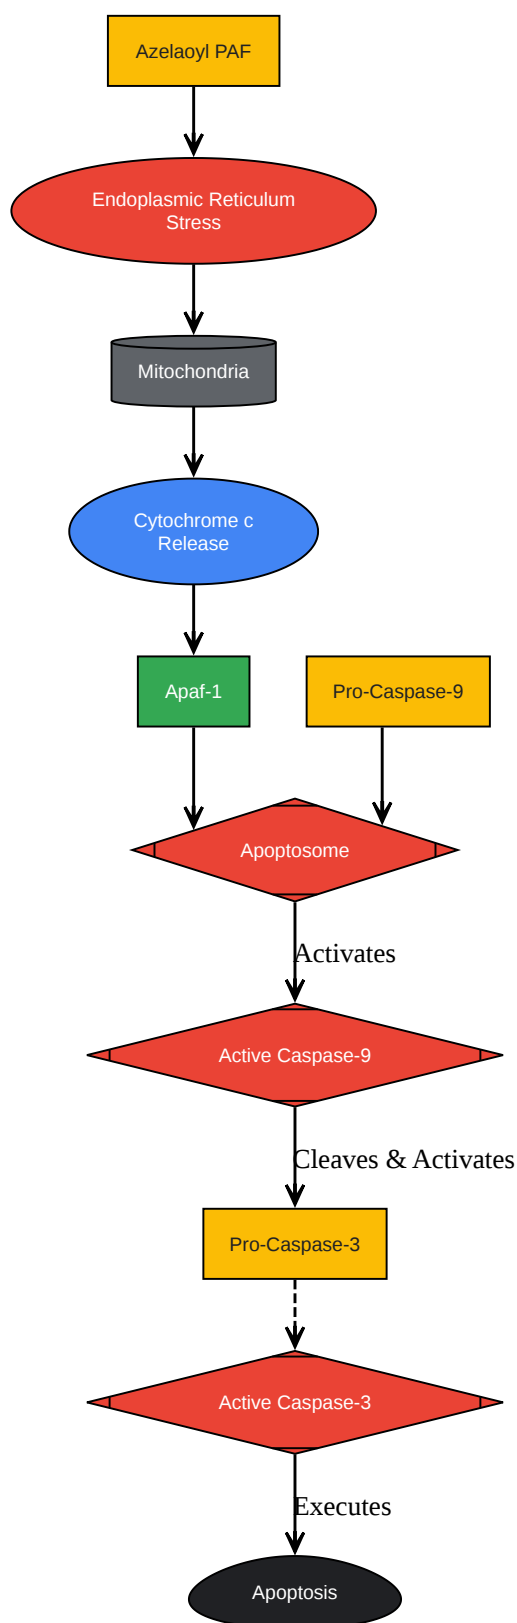 Azelaoyl PAF
Endoplasmic Reticulum
Stress
Mitochondria
Cytochrome c
Release
Apaf-1
Pro-Caspase-9
Apoptosome
Activates
Active Caspase-9
Cleaves & Activates
Pro-Caspase-3
Active Caspase-3
Executes
Apoptosis